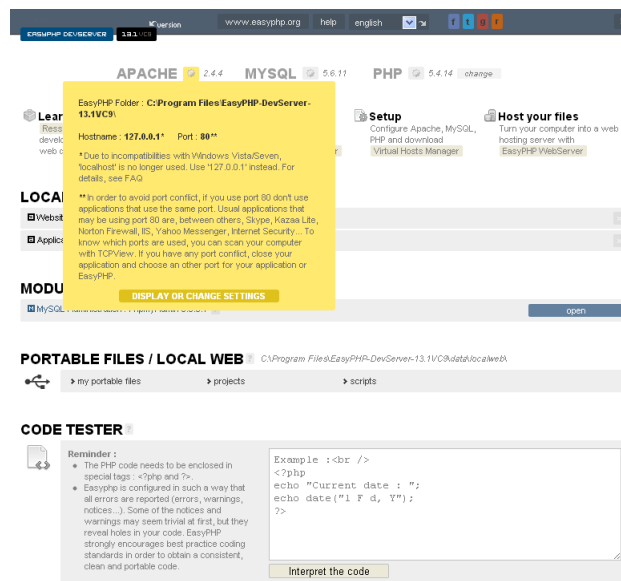 version www.easyphp.org help english f t g r
EASYPHP DEVSERVER 13.1 VC9
APACHE 2.4.4 MYSQL 5.6.11 PHP 5.4.14 change
EasyPHP Folder : C:\Program Files\EasyPHP-DevServer-
13.1VC9\
Hostname : 127.0.0.1* Port : 80**
*Due to incompatibilities with Windows Vista/Seven,
'localhost' is no longer used. Use '127.0.0.1' instead. For
details, see FAQ
**In order to avoid port conflict, if you use port 80 don't use
applications that use the same port. Usual applications that
may be using port 80 are, between others, Skype, Kazaa Lite,
Norton Firewall, IIS, Yahoo Messenger, Internet Security... To
know which ports are used, you can scan your computer
with TCPView. If you have any port conflict, close your
application and choose an other port for your application or
EasyPHP.
DISPLAY OR CHANGE SETTINGS
Setup
Configure Apache, MySQL,
PHP and download
Virtual Hosts Manager
Host your files
Turn your computer into a web
hosting server with
EasyPHP WebServer
LOCA
Websit
Applica
MODU
MySQL open
PORTABLE FILES / LOCAL WEB ? C:\Program Files\EasyPHP-DevServer-13.1VC9\data\localweb\
my portable files projects scripts
CODE TESTER ?
Reminder :
The PHP code needs to be enclosed in
special tags : <?php and ?>.
Easyphp is configured in such a way that
all errors are reported (errors, warnings,
notices...). Some of the notices and
warnings may seem trivial at first, but they
reveal holes in your code. EasyPHP
strongly encourages best practice coding
standards in order to obtain a consistent,
clean and portable code.
Example :<br />
<?php
echo "Current date : ";
echo date("l F d, Y");
?>
Interpret the code